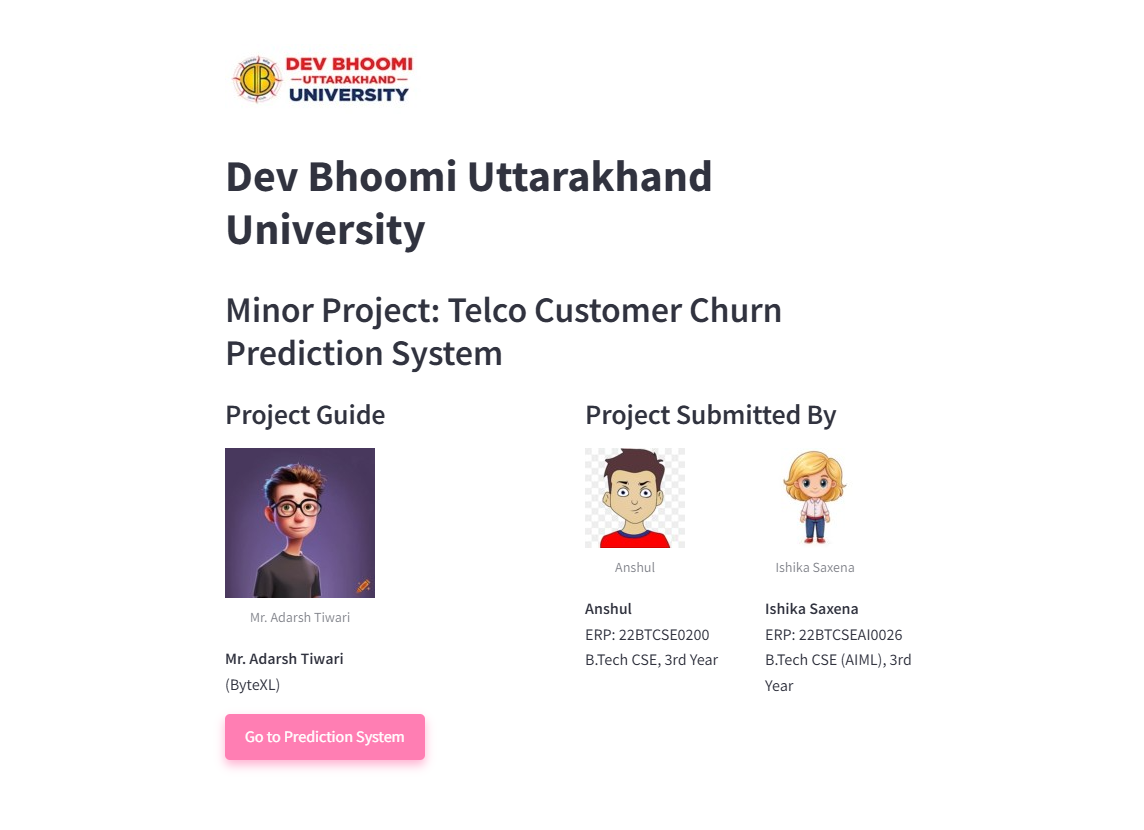 DEV BHOOMI
UTTARAKHAND
UNIVERSITY
Dev Bhoomi Uttarakhand
University
Minor Project: Telco Customer Churn
Prediction System
Project Guide
Mr. Adarsh Tiwari
Mr. Adarsh Tiwari
(ByteXL)
Go to Prediction System
Project Submitted By
Anshul
Anshul
ERP: 22BTCSE0200
B.Tech CSE, 3rd Year
Ishika Saxena
Ishika Saxena
ERP: 22BTCSEAI0026
B.Tech CSE (AIML), 3rd
Year